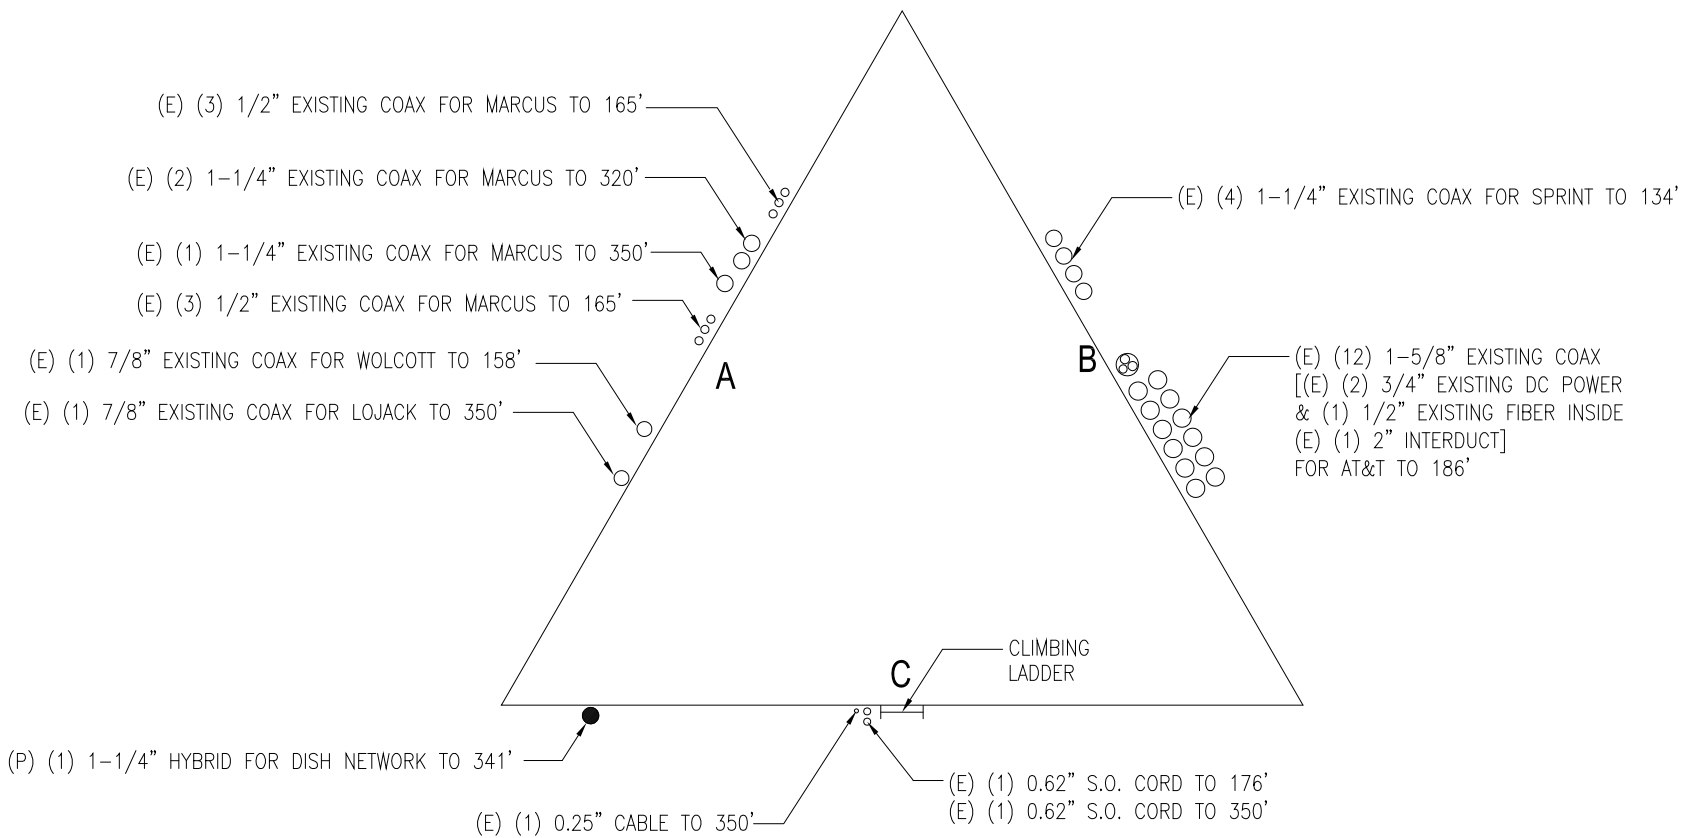 (E) (3) 1/2” EXISTING COAX FOR MARCUS TO 165’
(E) (2) 1-1/4” EXISTING COAX FOR MARCUS TO 320’
(E) (1) 1-1/4” EXISTING COAX FOR MARCUS TO 350’
(E) (3) 1/2” EXISTING COAX FOR MARCUS TO 165’
(E) (1) 7/8” EXISTING COAX FOR WOLCOTT TO 158’
(E) (1) 7/8” EXISTING COAX FOR LOJACK TO 350’
A
(E) (4) 1-1/4” EXISTING COAX FOR SPRINT TO 134’
B
(E) (12) 1-5/8” EXISTING COAX
[(E) (2) 3/4” EXISTING DC POWER
& (1) 1/2” EXISTING FIBER INSIDE
(E) (1) 2” INTERDUCT]
FOR AT&T TO 186’
C
CLIMBING
LADDER
(P) (1) 1-1/4” HYBRID FOR DISH NETWORK TO 341’
(E) (1) 0.25” CABLE TO 350’
(E) (1) 0.62” S.O. CORD TO 176’
(E) (1) 0.62” S.O. CORD TO 350’